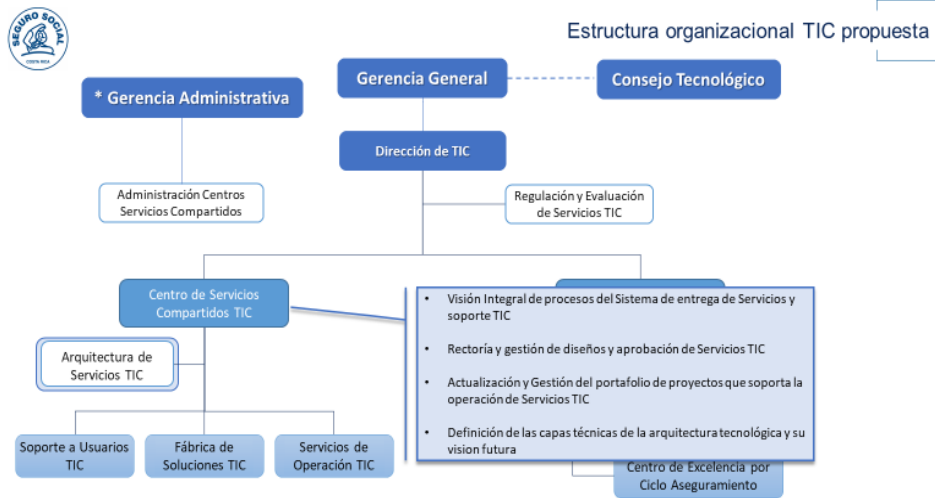 SEGURO SOCIAL
COSTA RICA
Estructura organizacional TIC propuesta
Gerencia General
Consejo Tecnológico
* Gerencia Administrativa
Dirección de TIC
Administración Centros
Servicios Compartidos
Regulación y Evaluación
de Servicios TIC
Centro de Servicios
Compartidos TIC
• Visión Integral de procesos del Sistema de entrega de Servicios y
soporte TIC
• Rectoría y gestión de diseños y aprobación de Servicios TIC
• Actualización y Gestión del portafolio de proyectos que soporta la
operación de Servicios TIC
• Definición de las capas técnicas de la arquitectura tecnológica y su
vision futura
Arquitectura de
Servicios TIC
Soporte a Usuarios
TIC
Fábrica de
Soluciones TIC
Servicios de
Operación TIC
Centro de Excelencia por
Ciclo Aseguramiento